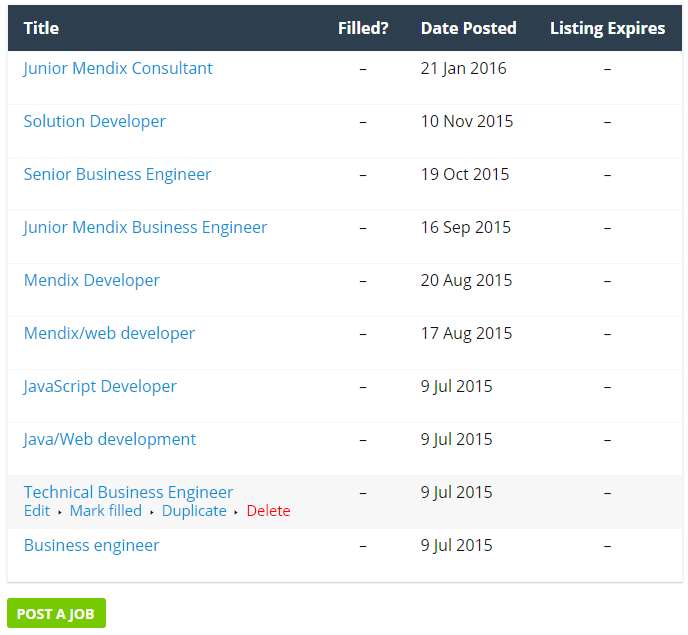 Title Filled? Date Posted Listing Expires
Junior Mendix Consultant – 21 Jan 2016 –
Solution Developer – 10 Nov 2015 –
Senior Business Engineer – 19 Oct 2015 –
Junior Mendix Business Engineer – 16 Sep 2015 –
Mendix Developer – 20 Aug 2015 –
Mendix/web developer – 17 Aug 2015 –
JavaScript Developer – 9 Jul 2015 –
Java/Web development – 9 Jul 2015 –
Technical Business Engineer – 9 Jul 2015 –
Edit ‣ Mark filled ‣ Duplicate ‣ Delete
Business engineer – 9 Jul 2015 –
POST A JOB